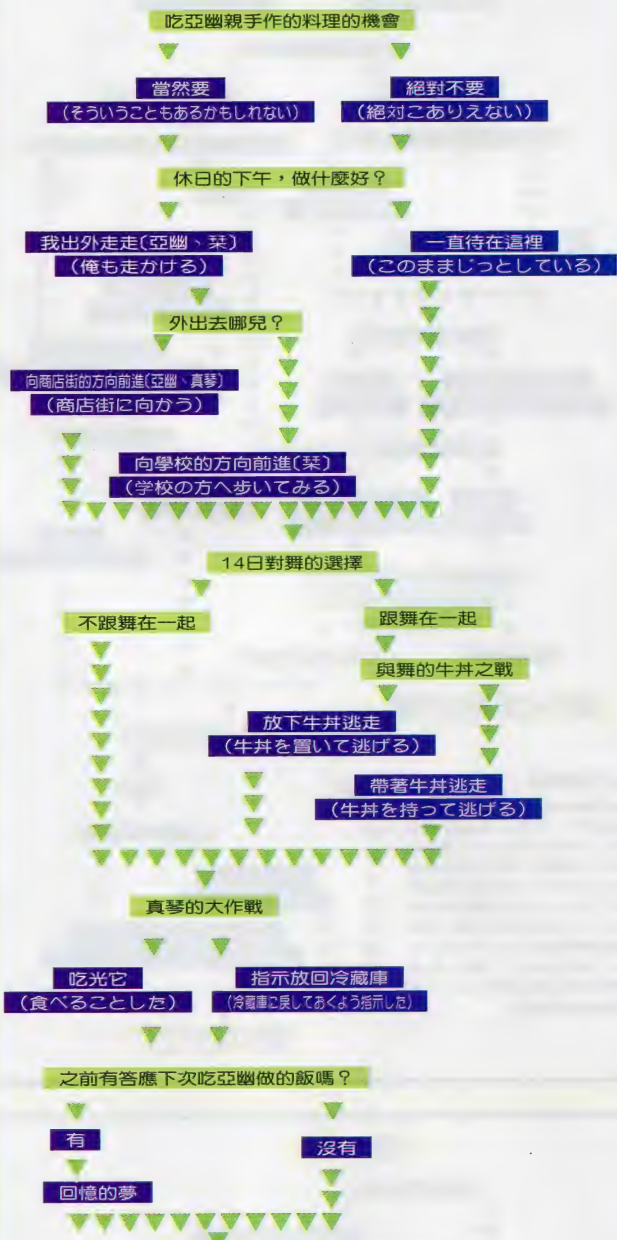 吃亞幽親手作的料理的機會
當然要
(そういうこともあるかもしれない)
絕對不要
(絕対こありえない)
休日的下午，做什麼好？
我出外走走〔亞幽、栞〕
(俺も走かける)
一直待在這裡
(このままじっとしている)
外出去哪兒？
向商店街的方向前進〔亞幽、真琴〕
(商店街に向かう)
向學校的方向前進〔栞〕
(学校の方へ歩いてみる)
14日對舞的選擇
不跟舞在一起
跟舞在一起
與舞的牛丼之戰
放下牛丼逃走
(牛丼を置いて逃げる)
帶著牛丼逃走
(牛丼を持って逃げる)
真琴的大作戰
吃光它
(食べることした)
指示放回冷藏庫
(冷蔵庫に戻しておくよう指示した)
之前有答應下次吃亞幽做的飯嗎？
有
沒有
回憶的夢